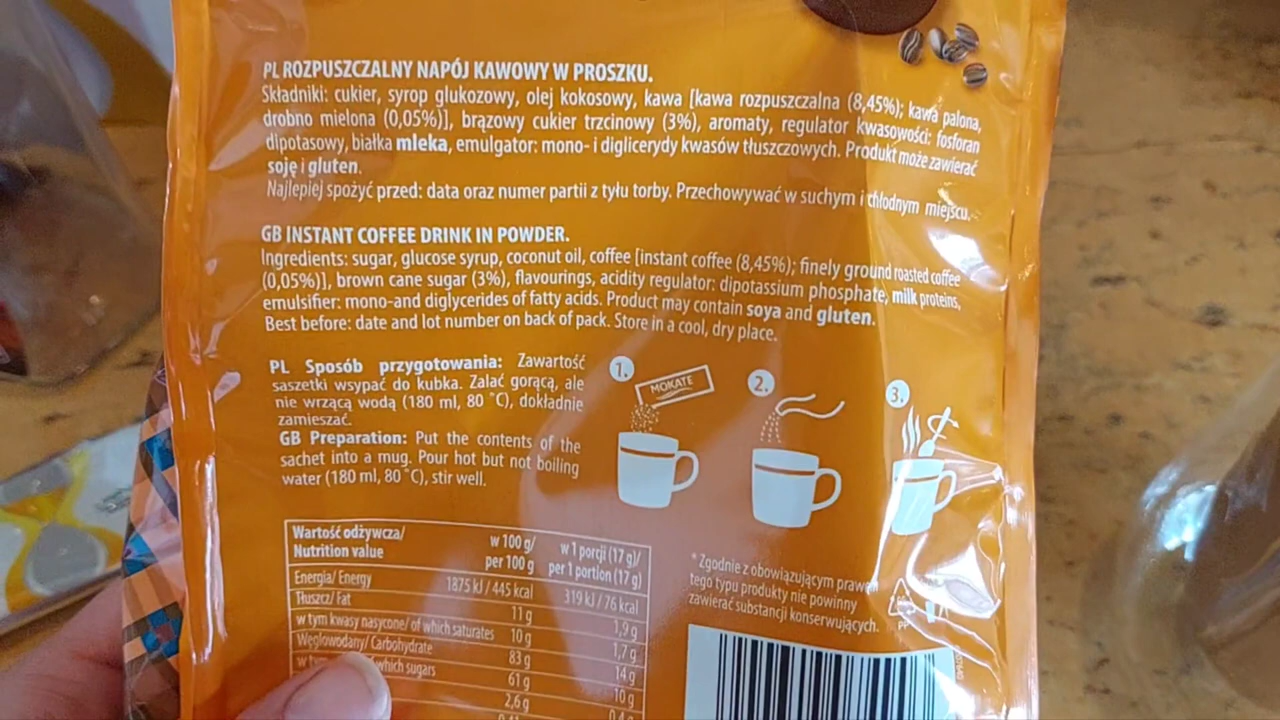 PL ROZPUSZCZALNY NAPÓJ KAWOWY W PROSZKU.
Składniki: cukier, syrop glukozowy, olej kokosowy, kawa [kawa rozpuszczalna (8,45%); kawa palona,
drobno mielona (0,05%)], brązowy cukier trzcinowy (3%), aromaty, regulator kwasowości: fosforan
dipotasowy, białka mleka, emulgator: mono- i diglicerydy kwasów tłuszczowych. Produkt może zawierać
soję i gluten.
Najlepiej spożyć przed: data oraz numer partii z tyłu torby. Przechowywać w suchym i chłodnym miejscu.
GB INSTANT COFFEE DRINK IN POWDER.
Ingredients: sugar, glucose syrup, coconut oil, coffee [instant coffee (8,45%); finely ground roasted coffee
(0,05%)], brown cane sugar (3%), flavourings, acidity regulator: dipotassium phosphate, milk proteins,
emulsifier: mono-and diglycerides of fatty acids. Product may contain soya and gluten.
Best before: date and lot number on back of pack. Store in a cool, dry place.
PL Sposób przygotowania: Zawartość
saszetki wsypać do kubka. Zalać gorącą, ale
nie wrzącą wodą (180 ml, 80 °C), dokładnie
zamieszać.
GB Preparation: Put the contents of the
sachet into a mug. Pour hot but not boiling
water (180 ml, 80 °C), stir well.
1.
MOKATE
2.
3.
Wartość odżywcza/ w 100 g/ w 1 porcji (17 g)/
Nutrition value per 100 g per 1 portion (17 g)
Energia/ Energy 1875 kJ / 445 kcal 319 kJ / 76 kcal
Tłuszcz/ Fat 11 g 1,9 g
w tym kwasy nasycone/ of which saturates 10 g 1,7 g
Węglowodany/ Carbohydrate 83 g 14 g
w which sugars 61 g 10 g
2,6 g
* Zgodnie z obowiązującym prawem
tego typu produkty nie powinny
zawierać substancji konserwujących.
PP